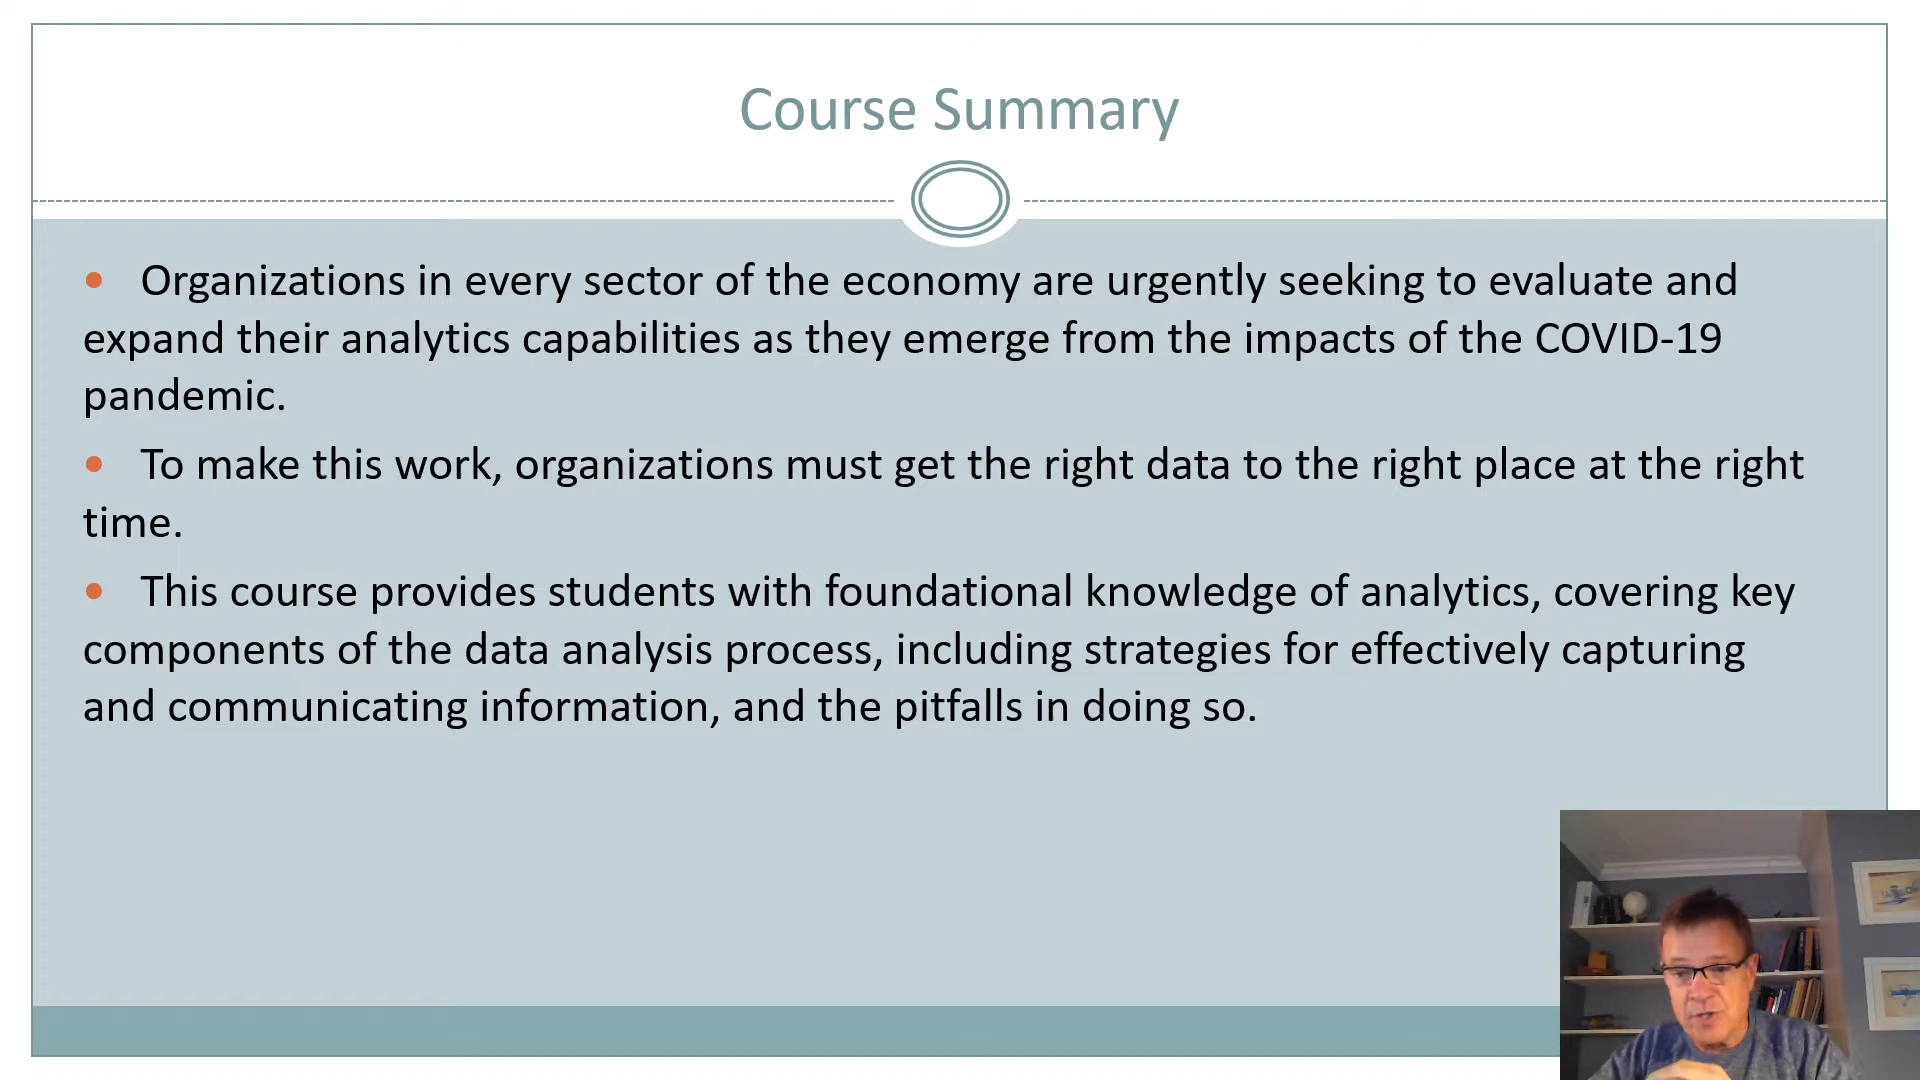 Course Summary
• Organizations in every sector of the economy are urgently seeking to evaluate and
expand their analytics capabilities as they emerge from the impacts of the COVID-19
pandemic.
• To make this work, organizations must get the right data to the right place at the right
time.
• This course provides students with foundational knowledge of analytics, covering key
components of the data analysis process, including strategies for effectively capturing
and communicating information, and the pitfalls in doing so.